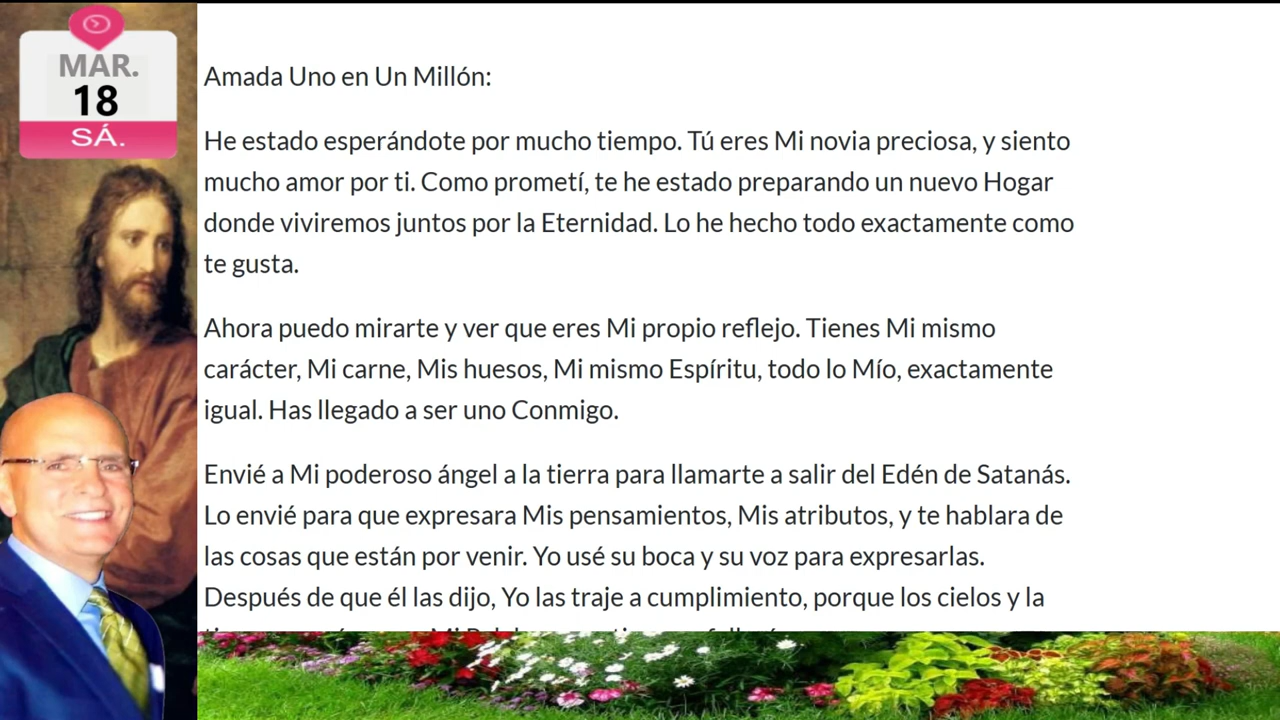 MAR.
18
SÁ.
Amada Uno en Un Millón:
He estado esperándote por mucho tiempo. Tú eres Mi novia preciosa, y siento
mucho amor por ti. Como prometí, te he estado preparando un nuevo Hogar
donde viviremos juntos por la Eternidad. Lo he hecho todo exactamente como
te gusta.
Ahora puedo mirarte y ver que eres Mi propio reflejo. Tienes Mi mismo
carácter, Mi carne, Mis huesos, Mi mismo Espíritu, todo lo Mío, exactamente
igual. Has llegado a ser uno Conmigo.
Envié a Mi poderoso ángel a la tierra para llamarte a salir del Edén de Satanás.
Lo envié para que expresara Mis pensamientos, Mis atributos, y te hablara de
las cosas que están por venir. Yo usé su boca y su voz para expresarlas.
Después de que él las dijo, Yo las traje a cumplimiento, porque los cielos y la